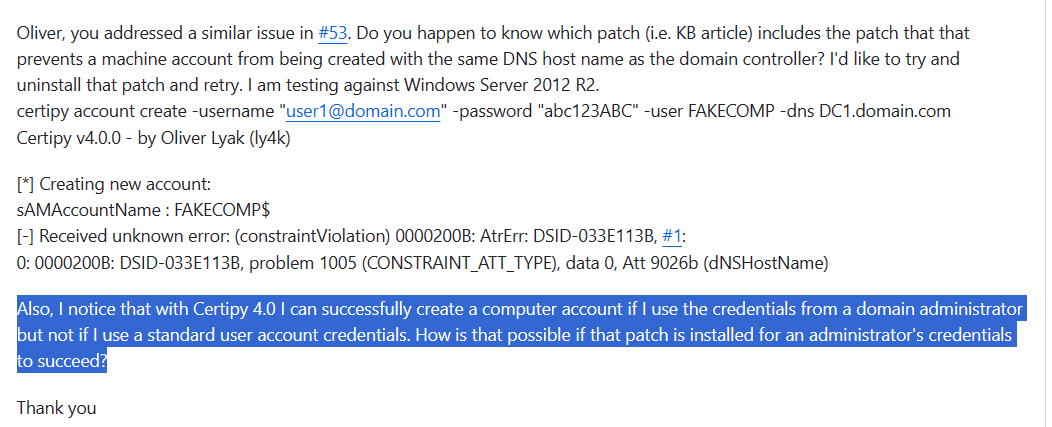 Oliver, you addressed a similar issue in #53. Do you happen to know which patch (i.e. KB article) includes the patch that that
prevents a machine account from being created with the same DNS host name as the domain controller? I'd like to try and
uninstall that patch and retry. I am testing against Windows Server 2012 R2.
certipy account create -username "user1@domain.com" -password "abc123ABC" -user FAKECOMP -dns DC1.domain.com
Certipy v4.0.0 - by Oliver Lyak (ly4k)
[*] Creating new account:
sAMAccountName : FAKECOMP$
[-] Received unknown error: (constraintViolation) 0000200B: AtrErr: DSID-033E113B, #1:
0: 0000200B: DSID-033E113B, problem 1005 (CONSTRAINT_ATT_TYPE), data 0, Att 9026b (dNSHostName)
Also, I notice that with Certipy 4.0 I can successfully create a computer account if I use the credentials from a domain administrator
but not if I use a standard user account credentials. How is that possible if that patch is installed for an administrator's credentials
to succeed?
Thank you